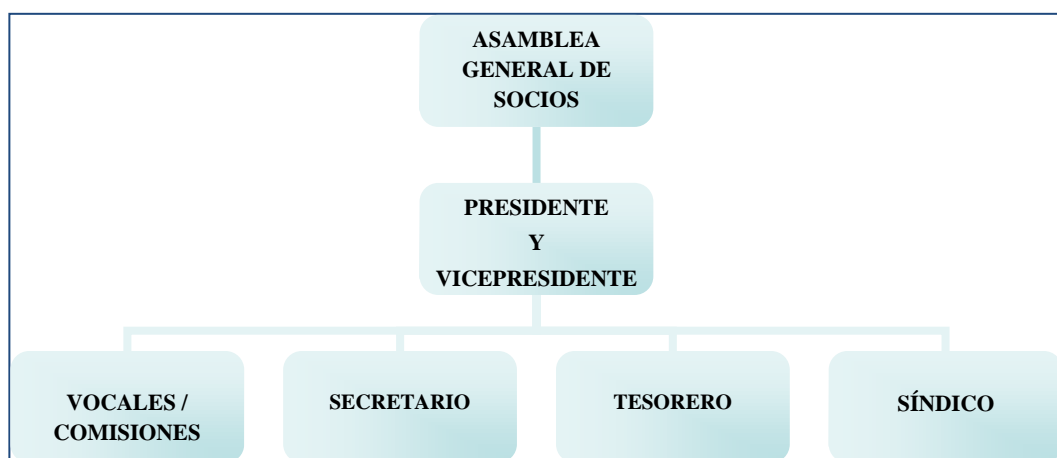 ASAMBLEA
GENERAL DE
SOCIOS
PRESIDENTE
Y
VICEPRESIDENTE
VOCALES /
COMISIONES
SECRETARIO
TESORERO
SÍNDICO